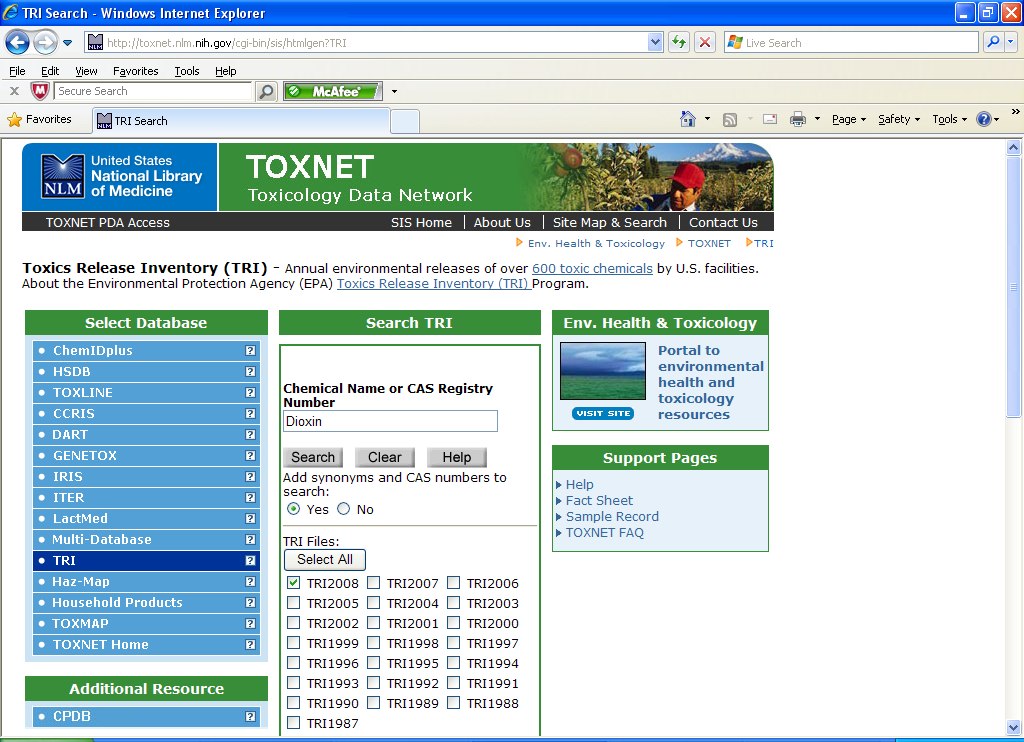 TRI Search - Windows Internet Explorer
http://toxnet.nlm.nih.gov/cgi-bin/sis/htmlgen?TRI
Live Search
File Edit View Favorites Tools Help
Secure Search
McAfee
Favorites
TRI Search
Page Safety Tools
NLM
United States
National Library
of Medicine
TOXNET
Toxicology Data Network
TOXNET PDA Access
SIS Home
About Us
Site Map & Search
Contact Us
Env. Health & Toxicology
TOXNET
TRI
Toxics Release Inventory (TRI) - Annual environmental releases of over 600 toxic chemicals by U.S. facilities.
About the Environmental Protection Agency (EPA) Toxics Release Inventory (TRI) Program.
Select Database
ChemIDplus ?
HSDB ?
TOXLINE ?
CCRIS ?
DART ?
GENETOX ?
IRIS ?
ITER ?
LactMed ?
Multi-Database ?
TRI ?
Haz-Map ?
Household Products ?
TOXMAP ?
TOXNET Home ?
Additional Resource
CPDB ?
Search TRI
Chemical Name or CAS Registry
Number
Dioxin
Search Clear Help
Add synonyms and CAS numbers to
search:
Yes No
TRI Files:
Select All
TRI2008 TRI2007 TRI2006
TRI2005 TRI2004 TRI2003
TRI2002 TRI2001 TRI2000
TRI1999 TRI1998 TRI1997
TRI1996 TRI1995 TRI1994
TRI1993 TRI1992 TRI1991
TRI1990 TRI1989 TRI1988
TRI1987
Env. Health & Toxicology
Portal to
environmental
health and
toxicology
resources
VISIT SITE
Support Pages
Help
Fact Sheet
Sample Record
TOXNET FAQ